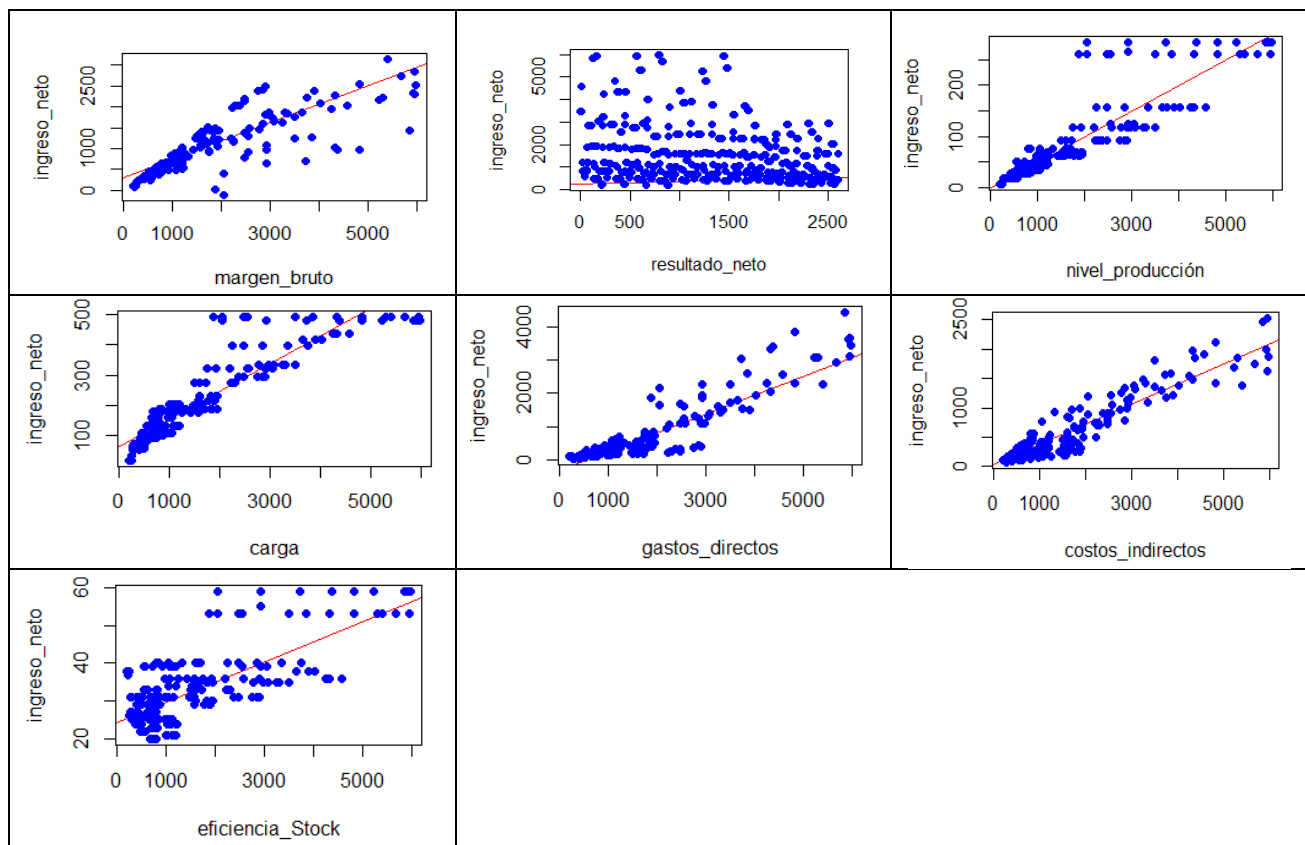 ingreso_neto
0 1000 2500
0 1000 3000 5000
margen_bruto
ingreso_neto
0 2000 5000
0 500 1500 2500
resultado_neto
ingreso_neto
0 100 200
0 1000 3000 5000
nivel_producción
ingreso_neto
100 300 500
0 1000 3000 5000
carga
ingreso_neto
0 2000 4000
0 1000 3000 5000
gastos_directos
ingreso_neto
0 1000 2500
0 1000 3000 5000
costos_indirectos
ingreso_neto
20 40 60
0 1000 3000 5000
eficiencia_Stock